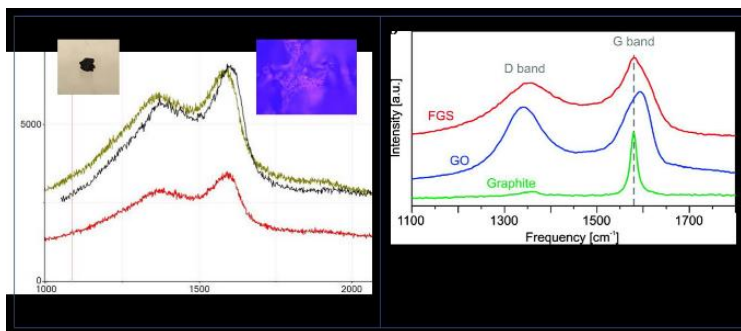 5000
0
1000
1500
2000
G band
D band
FGS
GO
Graphite
Intensity [a.u.]
1100
1300
1500
1700
Frequency [cm⁻¹]